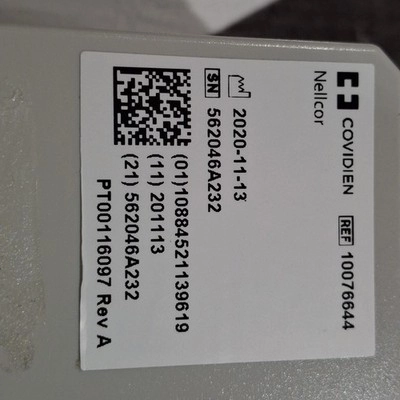 COVIDIEN REF 10076644
Nellcor
2020-11-13
SN 562046A232
(01)10884521139619
(11) 201113
(21) 562046A232
PT00116097 Rev A